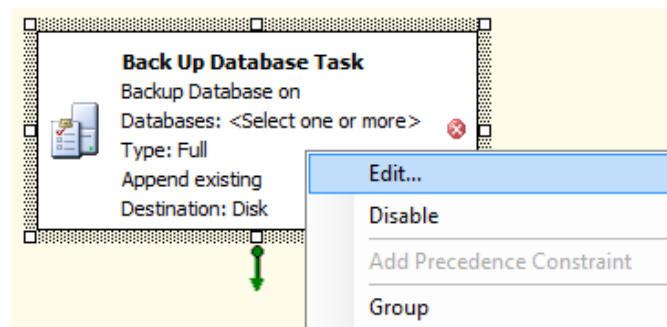 Back Up Database Task
Backup Database on
Databases: <Select one or more>
Type: Full
Append existing
Destination: Disk
Edit...
Disable
Add Precedence Constraint
Group